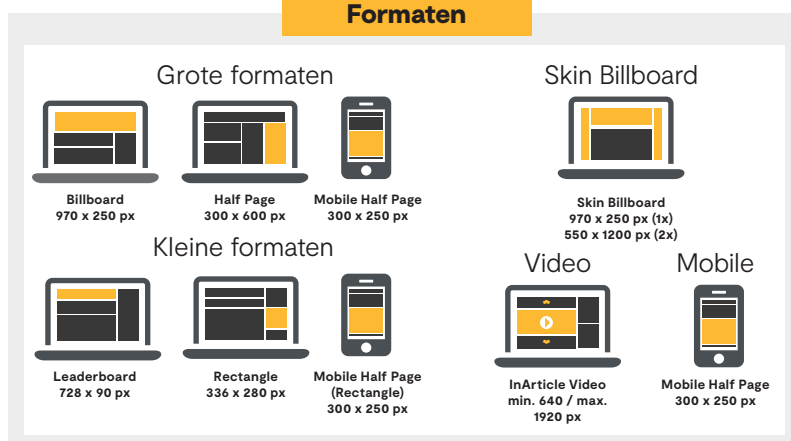 Formaten
Grote formaten
Billboard
970 x 250 px
Half Page
300 x 600 px
Mobile Half Page
300 x 250 px
Kleine formaten
Leaderboard
728 x 90 px
Rectangle
336 x 280 px
Mobile Half Page
(Rectangle)
300 x 250 px
Skin Billboard
Skin Billboard
970 x 250 px (1x)
550 x 1200 px (2x)
Video
InArticle Video
min. 640 / max.
1920 px
Mobile
Mobile Half Page
300 x 250 px